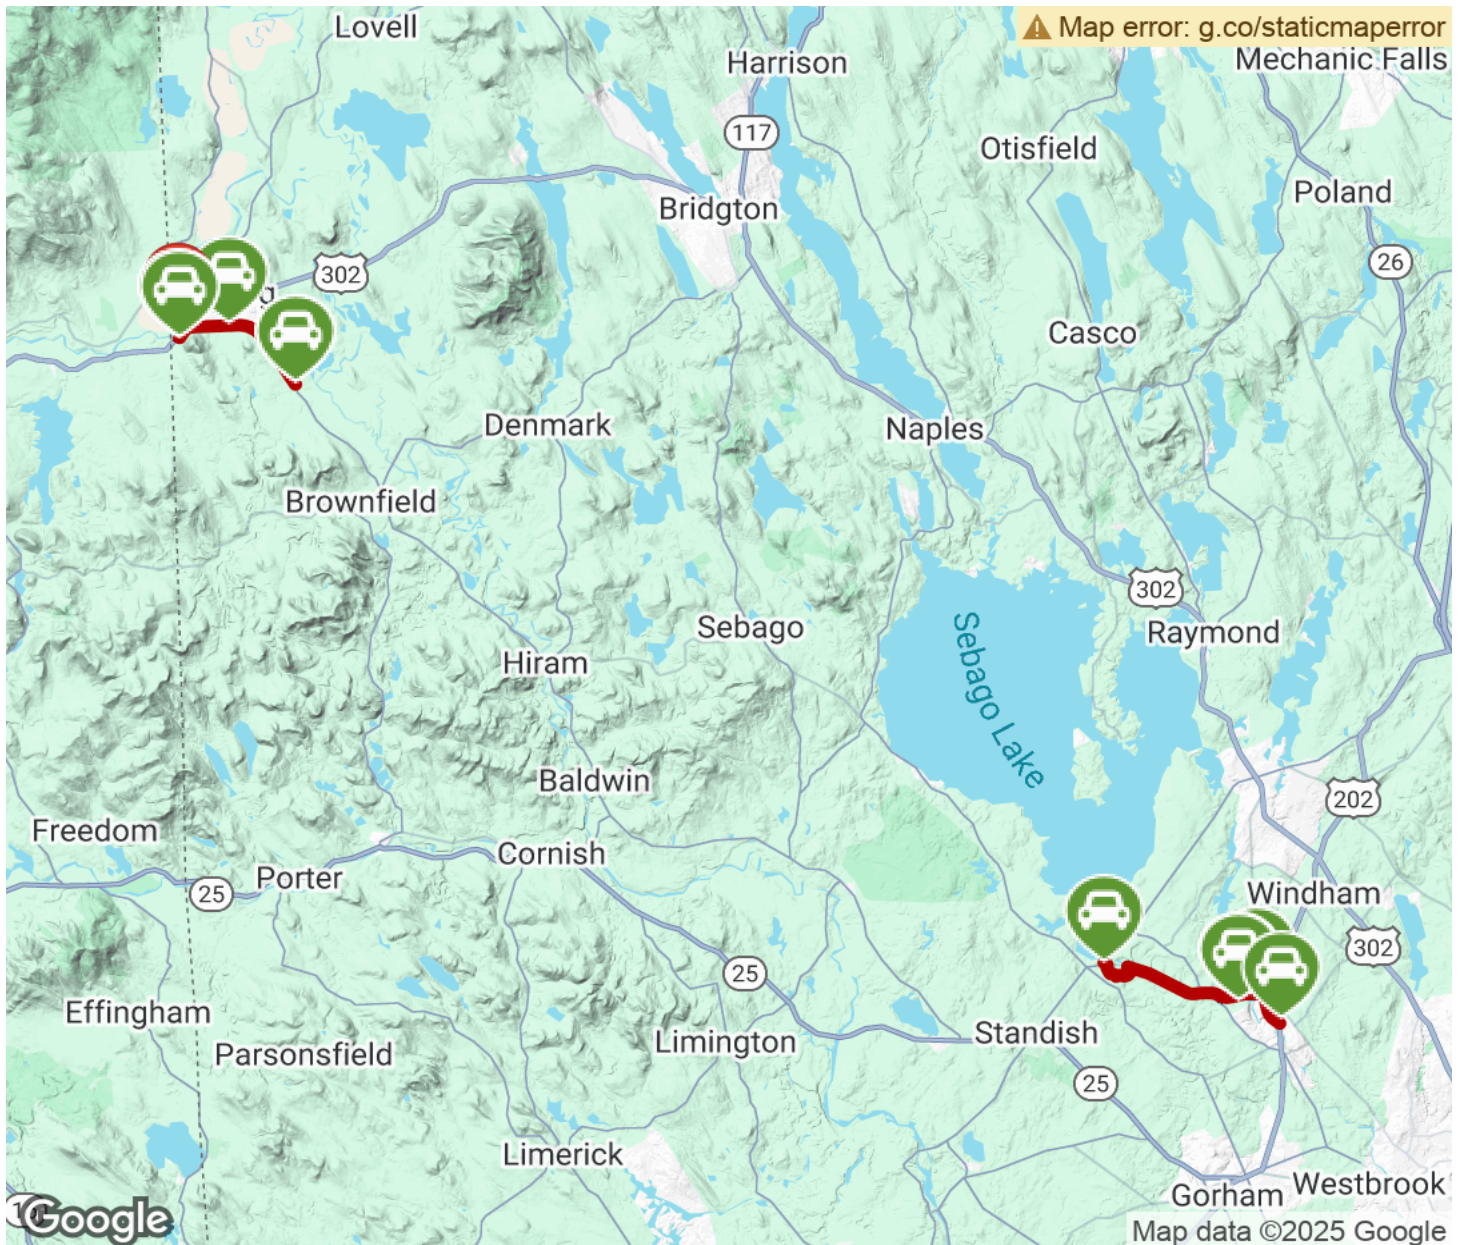 Lovell
Map error: g.co/staticmaperror
Harrison
Mechanic Falls
117
Otisfield
Poland
Bridgton
26
302
g
Casco
Denmark
Naples
Brownfield
302
Sebago
Raymond
Hiram
Sebago Lake
Baldwin
202
Freedom
Cornish
Porter
25
Windham
302
25
Effingham
Standish
Limington
Parsonsfield
25
Limerick
Westbrook
Gorham
Google
Map data ©2025 Google